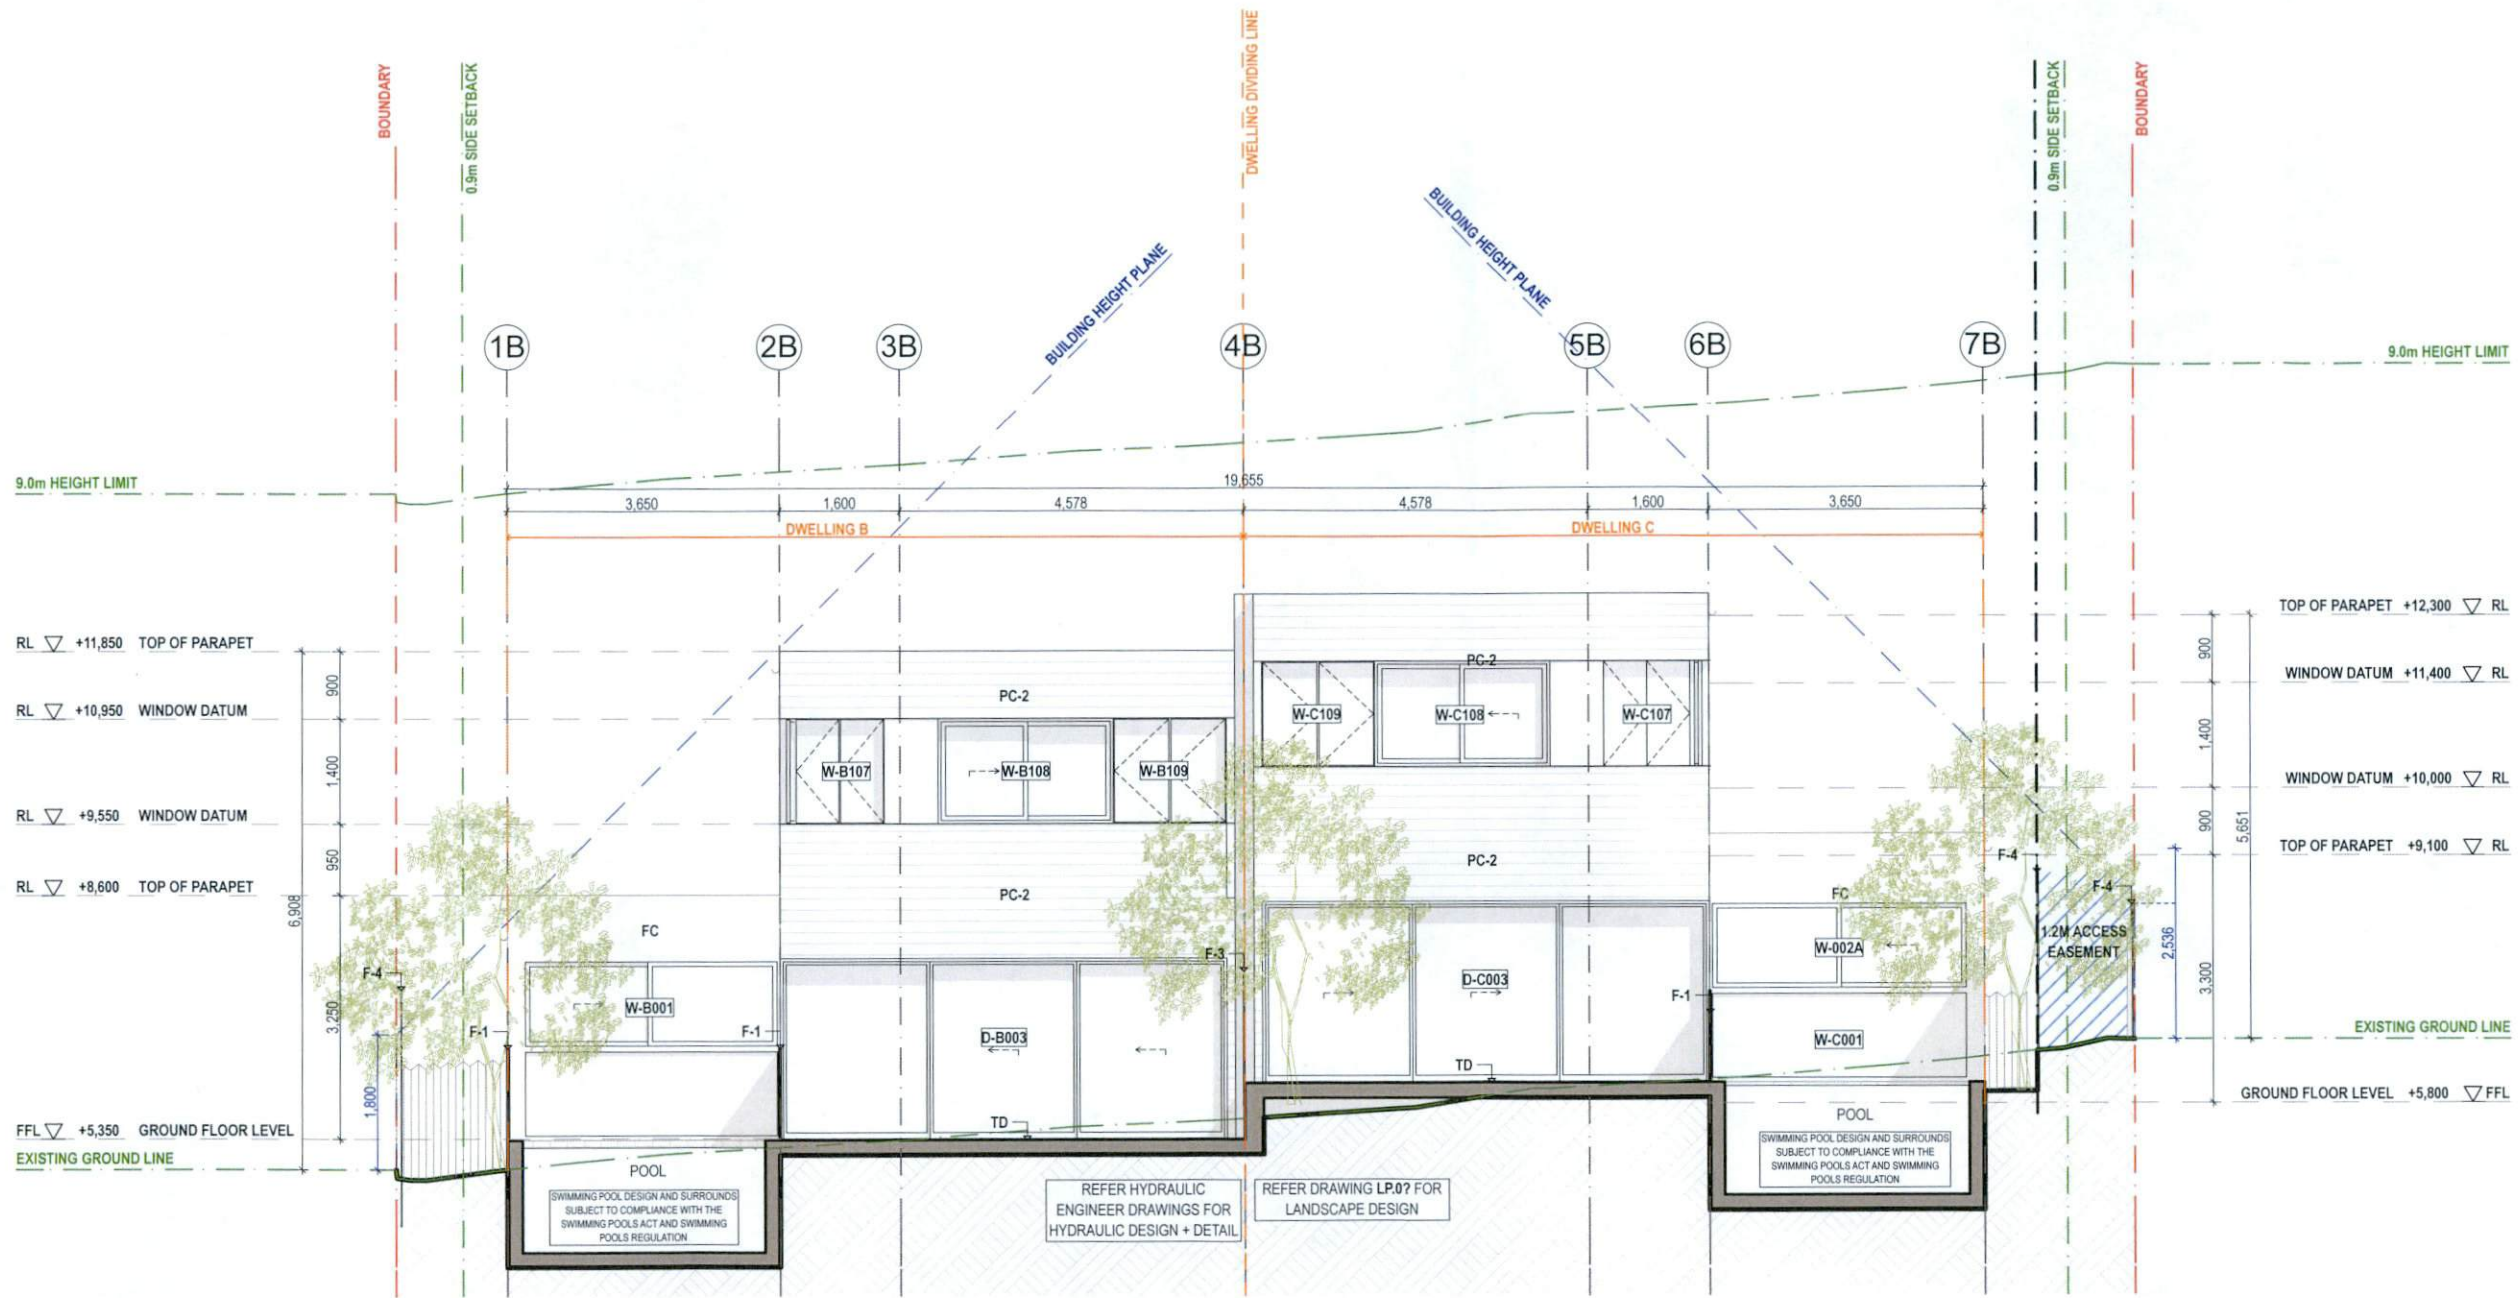 DWELLING DIVIDING LINE
BOUNDARY
0.9m SIDE SETBACK
0.9m SIDE SETBACK
BOUNDARY
BUILDING HEIGHT PLANE
BUILDING HEIGHT PLANE
1B
2B
3B
4B
5B
6B
7B
9.0m HEIGHT LIMIT
9.0m HEIGHT LIMIT
19,655
3,650
1,600
4,578
4,578
1,600
3,650
DWELLING B
DWELLING C
RL +11,850 TOP OF PARAPET
RL +10,950 WINDOW DATUM
RL +9,550 WINDOW DATUM
RL +8,600 TOP OF PARAPET
FFL +5,350 GROUND FLOOR LEVEL
EXISTING GROUND LINE
900
1,400
950
3,250
6,908
1,800
TOP OF PARAPET +12,300 RL
WINDOW DATUM +11,400 RL
WINDOW DATUM +10,000 RL
TOP OF PARAPET +9,100 RL
EXISTING GROUND LINE
GROUND FLOOR LEVEL +5,800 FFL
900
1,400
900
3,300
5,651
2,536
PC-2
W-B107
W-B108
W-B109
PC-2
FC
F-4
F-1
W-B001
F-1
D-B003
TD
F-3
PC-2
W-C109
W-C108
W-C107
PC-2
D-C003
TD
F-1
FC
W-002A
W-C001
F-4
F-4
1.2M ACCESS
EASEMENT
POOL
SWIMMING POOL DESIGN AND SURROUNDS
SUBJECT TO COMPLIANCE WITH THE
SWIMMING POOLS ACT AND SWIMMING
POOLS REGULATION
REFER HYDRAULIC
ENGINEER DRAWINGS FOR
HYDRAULIC DESIGN + DETAIL
REFER DRAWING LP.0? FOR
LANDSCAPE DESIGN
POOL
SWIMMING POOL DESIGN AND SURROUNDS
SUBJECT TO COMPLIANCE WITH THE
SWIMMING POOLS ACT AND SWIMMING
POOLS REGULATION